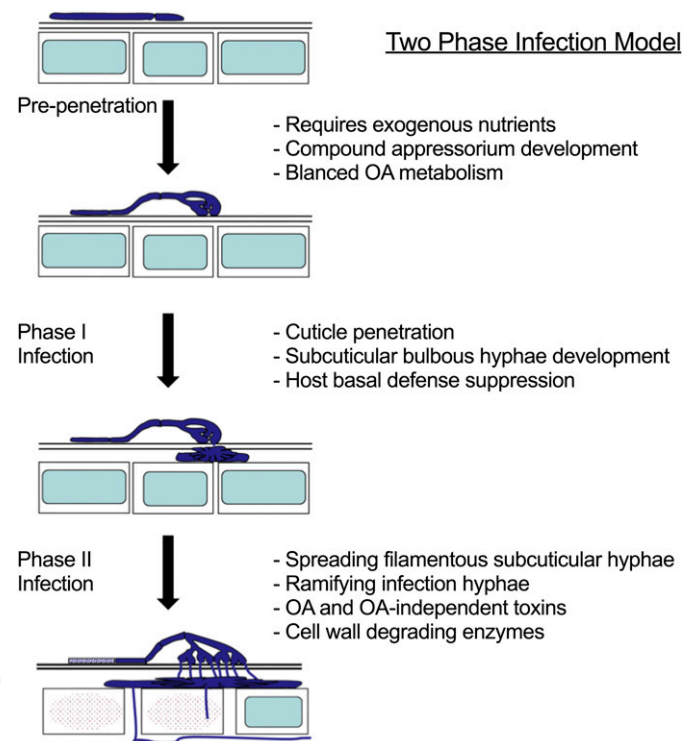 Two Phase Infection Model
Pre-penetration
- Requires exogenous nutrients
- Compound appressorium development
- Blanced OA metabolism
Phase I
Infection
- Cuticle penetration
- Subcuticular bulbous hyphae development
- Host basal defense suppression
Phase II
Infection
- Spreading filamentous subcuticular hyphae
- Ramifying infection hyphae
- OA and OA-independent toxins
- Cell wall degrading enzymes